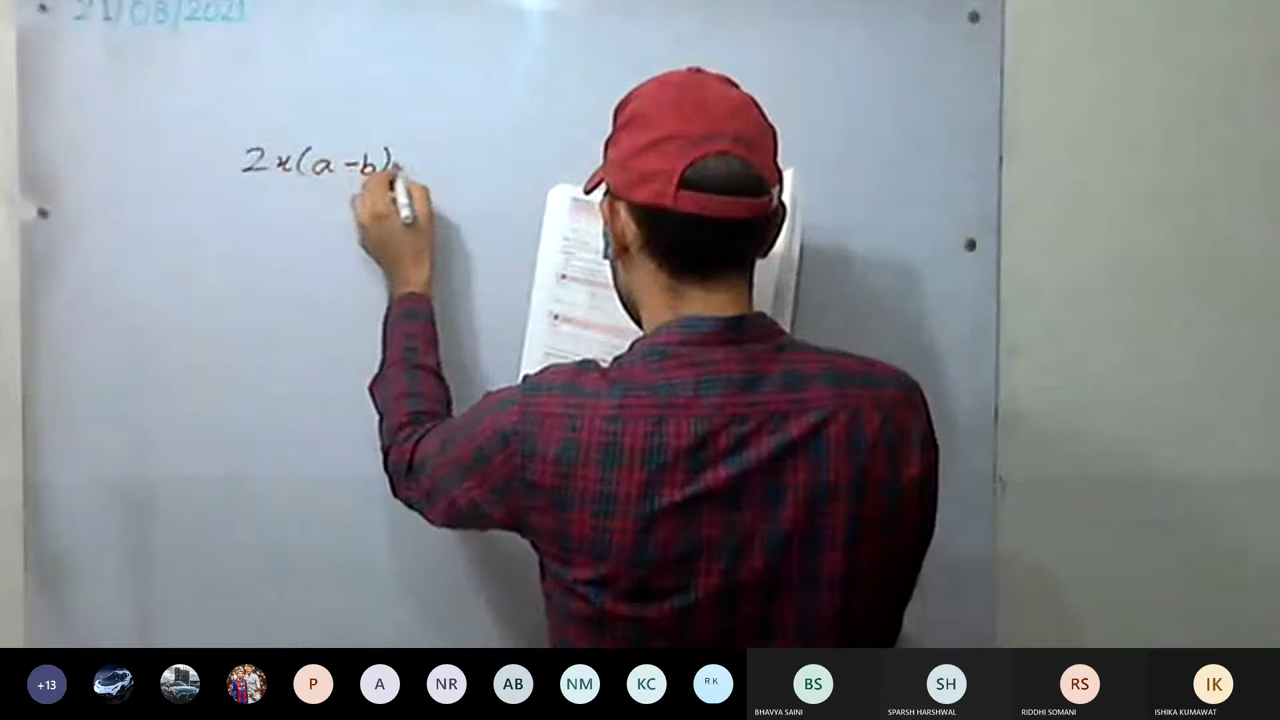 21/08/2021
2x(a-b)
+13
P
A
NR
AB
NM
KC
R K
BS
SH
RS
IK
BHAVYA SAINI
SPARSH HARSHWAL
RIDDHI SOMANI
ISHIKA KUMAWAT